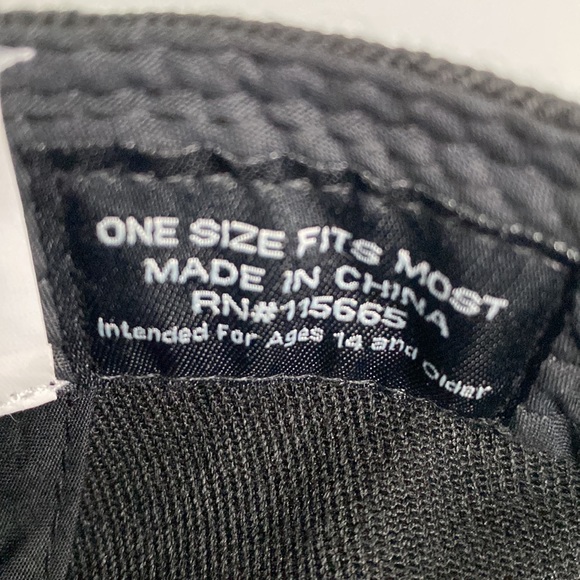 ONE SIZE FITS MOST
MADE IN CHINA
RN#115665
Intended For Ages 14 and Older